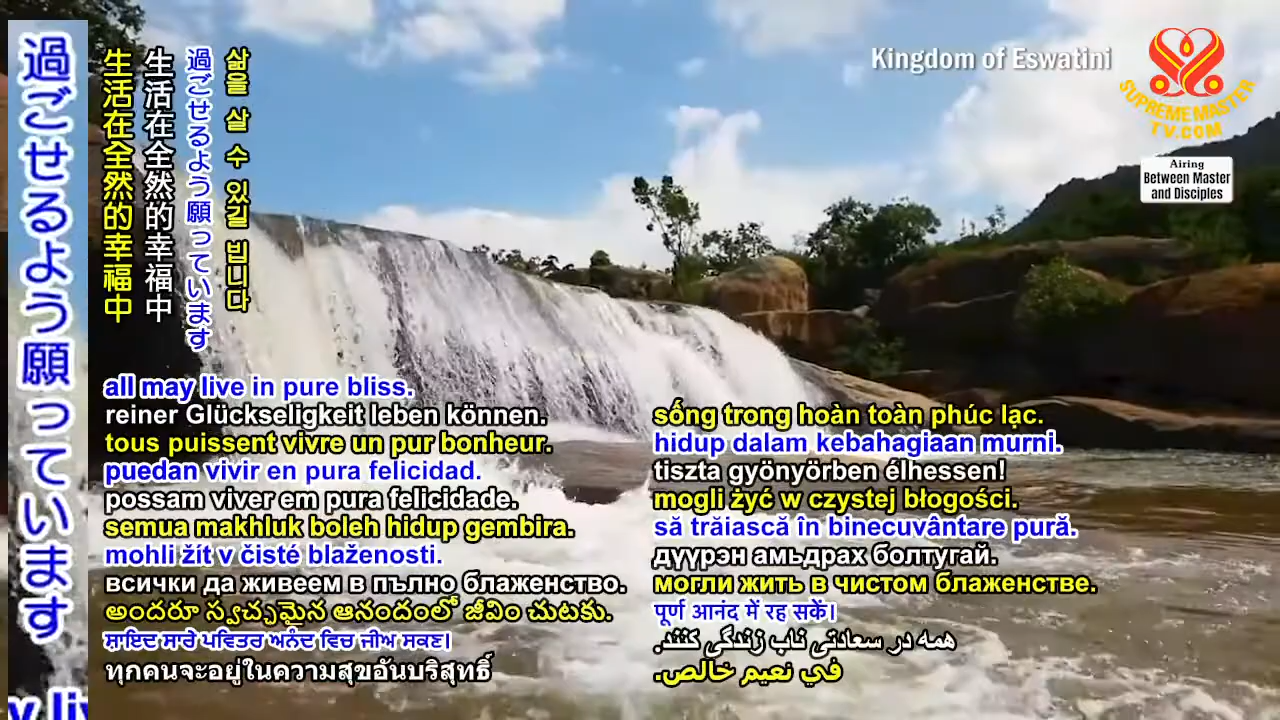 過ごせるよう願っています
生活在全然的幸福中
生活在全然的幸福中
過ごせるよう願っています
삶을 살 수 있길 빕니다
Kingdom of Eswatini
SUPREME MASTER
TV.COM
Airing
Between Master
and Disciples
all may live in pure bliss.
reiner Glückseligkeit leben können.
tous puissent vivre un pur bonheur.
puedan vivir en pura felicidad.
possam viver em pura felicidade.
semua makhluk boleh hidup gembira.
mohli žít v čisté blaženosti.
всички да живеем в пълно блаженство.
అందరూ స్వచ్ఛమైన ఆనందంలో జీవించుటకు.
ਸ਼ਾਇਦ ਸਾਰੇ ਪਵਿਤਰ ਅਨੰਦ ਵਿਚ ਜੀਅ ਸਕਣ।
ทุกคนจะอยู่ในความสุขอันบริสุทธิ์
sống trong hoàn toàn phúc lạc.
hidup dalam kebahagiaan murni.
tiszta gyönyörben élhessen!
mogli żyć w czystej błogości.
să trăiască în binecuvântare pură.
дүүрэн амьдрах болтугай.
могли жить в чистом блаженстве.
पूर्ण आनंद में रह सकें।
همه در سعادتی ناب زندگی کنند.
في نعيم خالص.